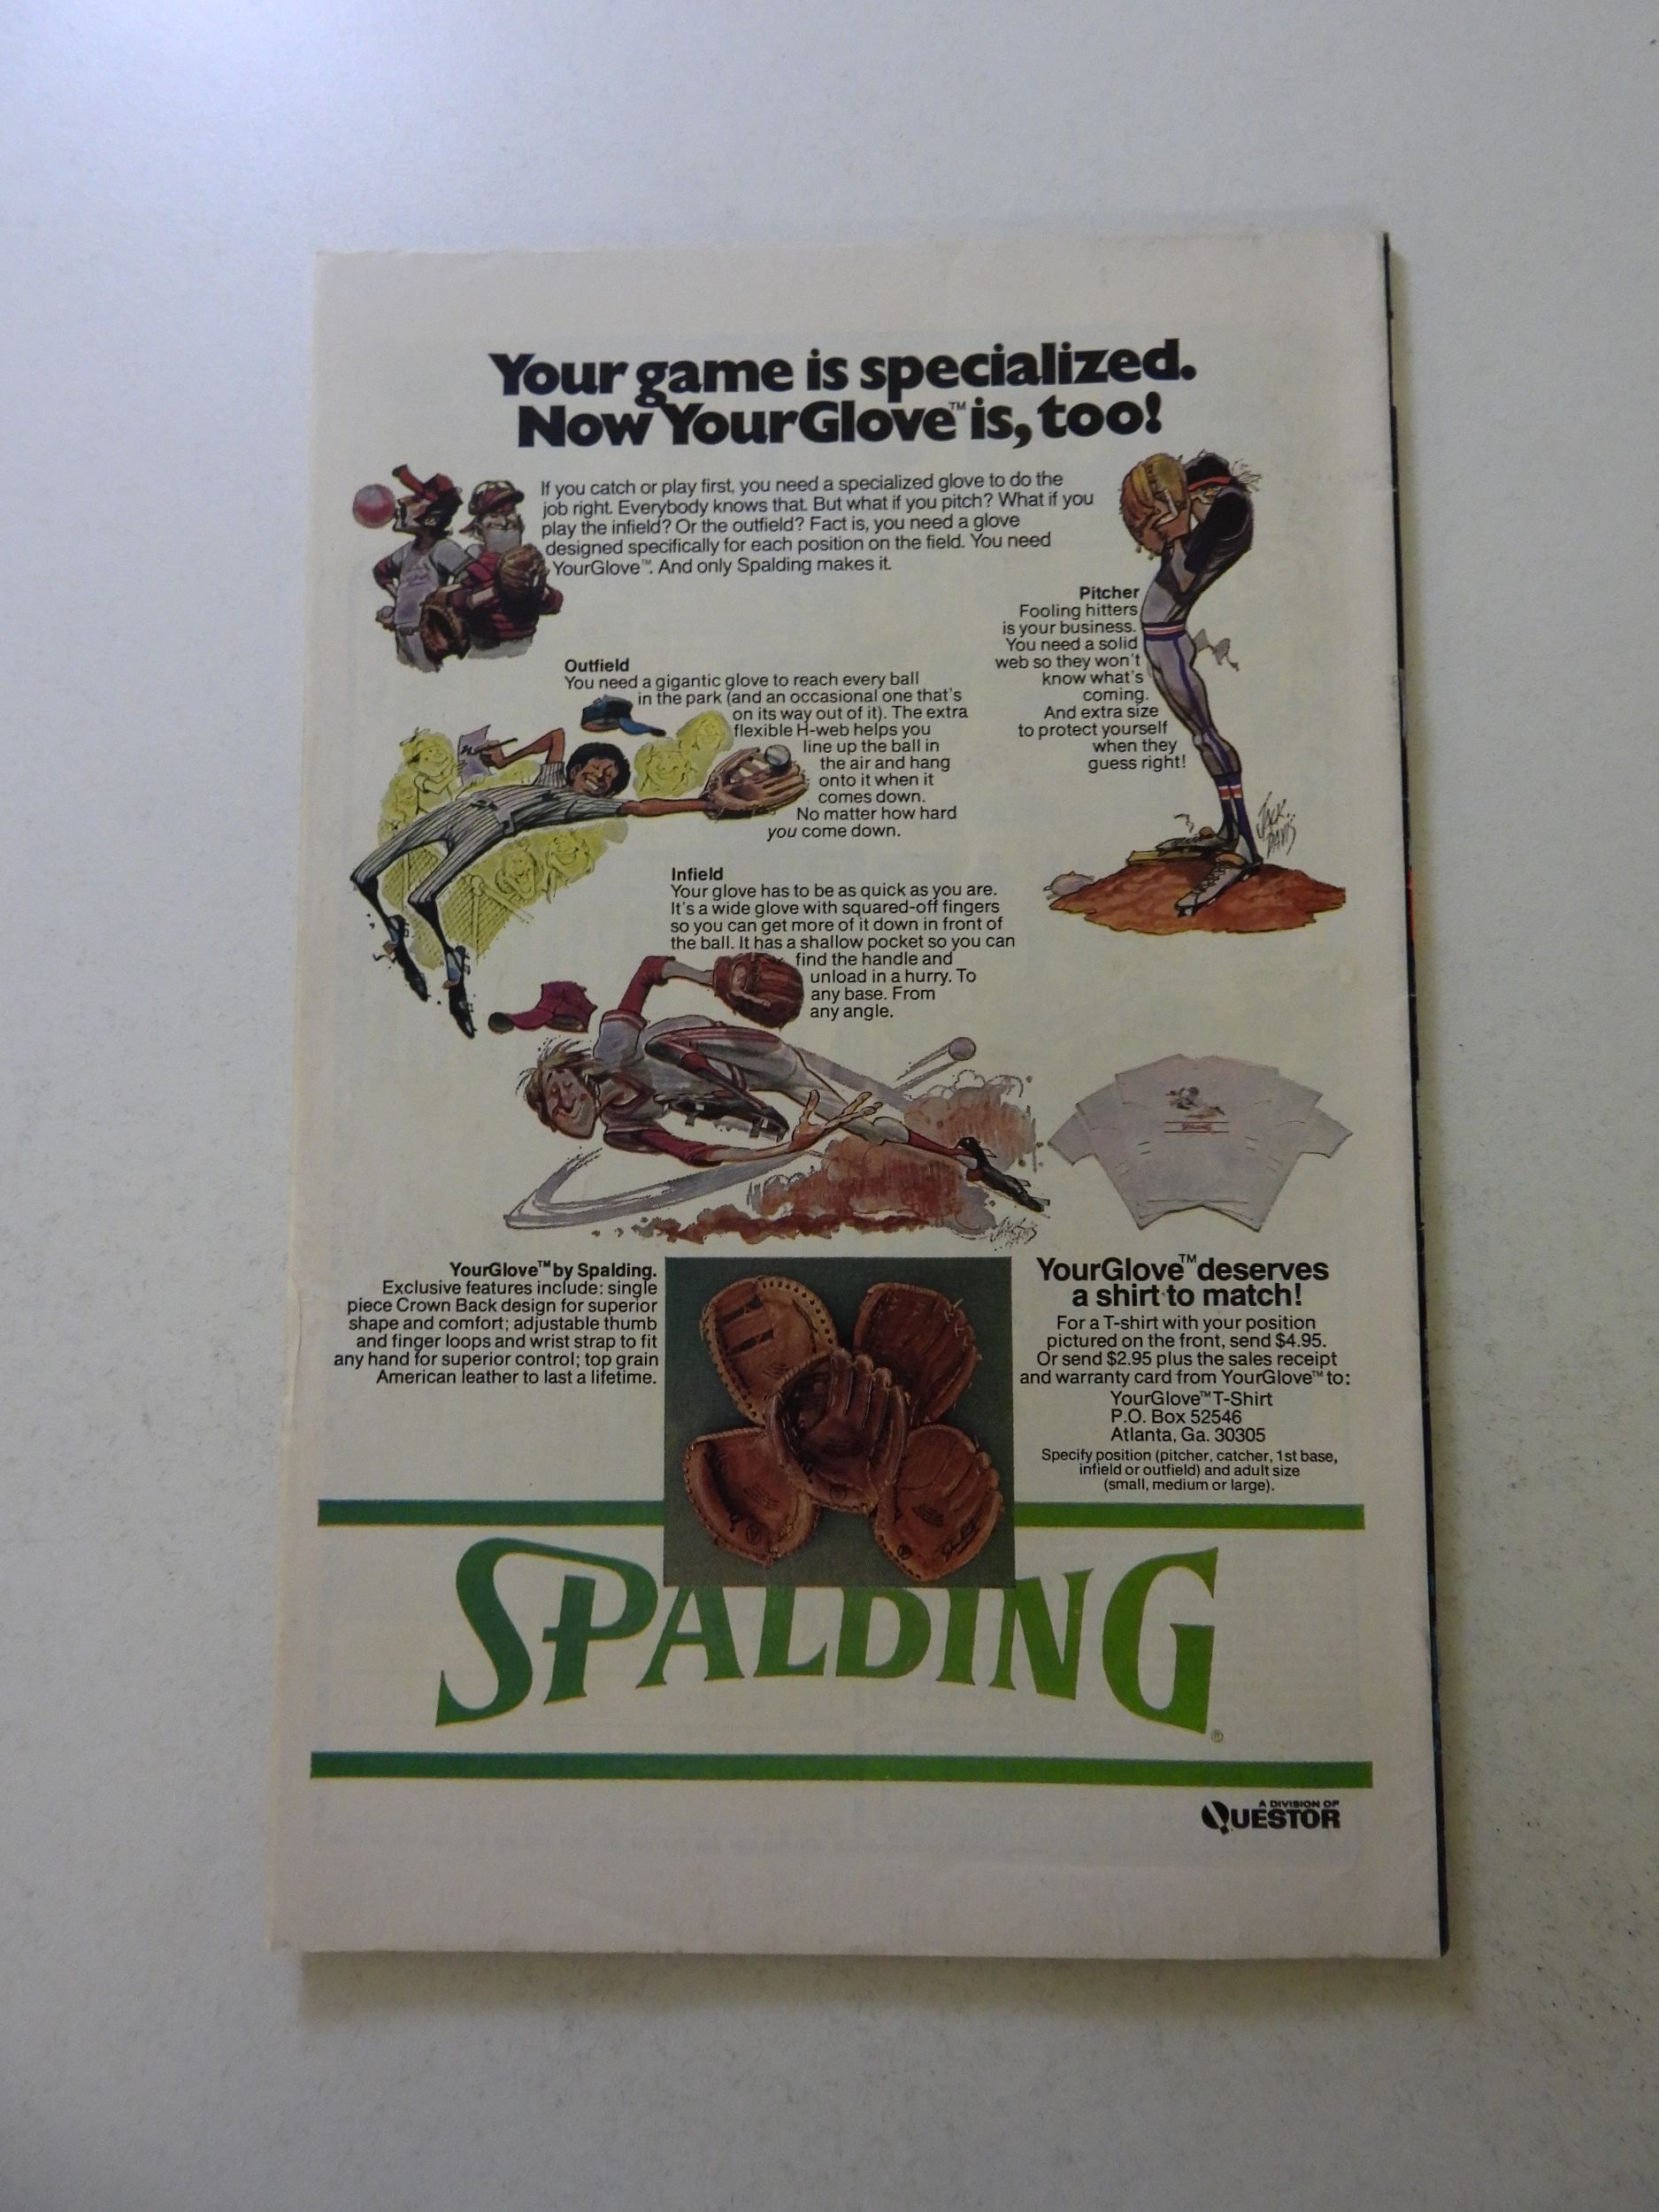 Your game is specialized.
Now YourGlove™ is, too!
If you catch or play first, you need a specialized glove to do the
job right. Everybody knows that. But what if you pitch? What if you
play the infield? Or the outfield? Fact is, you need a glove
designed specifically for each position on the field. You need
YourGlove™. And only Spalding makes it.
Pitcher
Fooling hitters
is your business.
You need a solid
web so they won't
know what's
coming.
And extra size
to protect yourself
when they
guess right!
JACK DAVIS
Outfield
You need a gigantic glove to reach every ball
in the park (and an occasional one that's
on its way out of it). The extra
flexible H-web helps you
line up the ball in
the air and hang
onto it when it
comes down.
No matter how hard
you come down.
Infield
Your glove has to be as quick as you are.
It's a wide glove with squared-off fingers
so you can get more of it down in front of
the ball. It has a shallow pocket so you can
find the handle and
unload in a hurry. To
any base. From
any angle.
SPALDING
YourGlove™ by Spalding.
Exclusive features include: single
piece Crown Back design for superior
shape and comfort; adjustable thumb
and finger loops and wrist strap to fit
any hand for superior control; top grain
American leather to last a lifetime.
YourGlove™ deserves
a shirt to match!
For a T-shirt with your position
pictured on the front, send $4.95.
Or send $2.95 plus the sales receipt
and warranty card from YourGlove™ to:
YourGlove™ T-Shirt
P.O. Box 52546
Atlanta, Ga. 30305
Specify position (pitcher, catcher, 1st base,
infield or outfield) and adult size
(small, medium or large).
SPALDING®
A DIVISION OF
QUESTOR